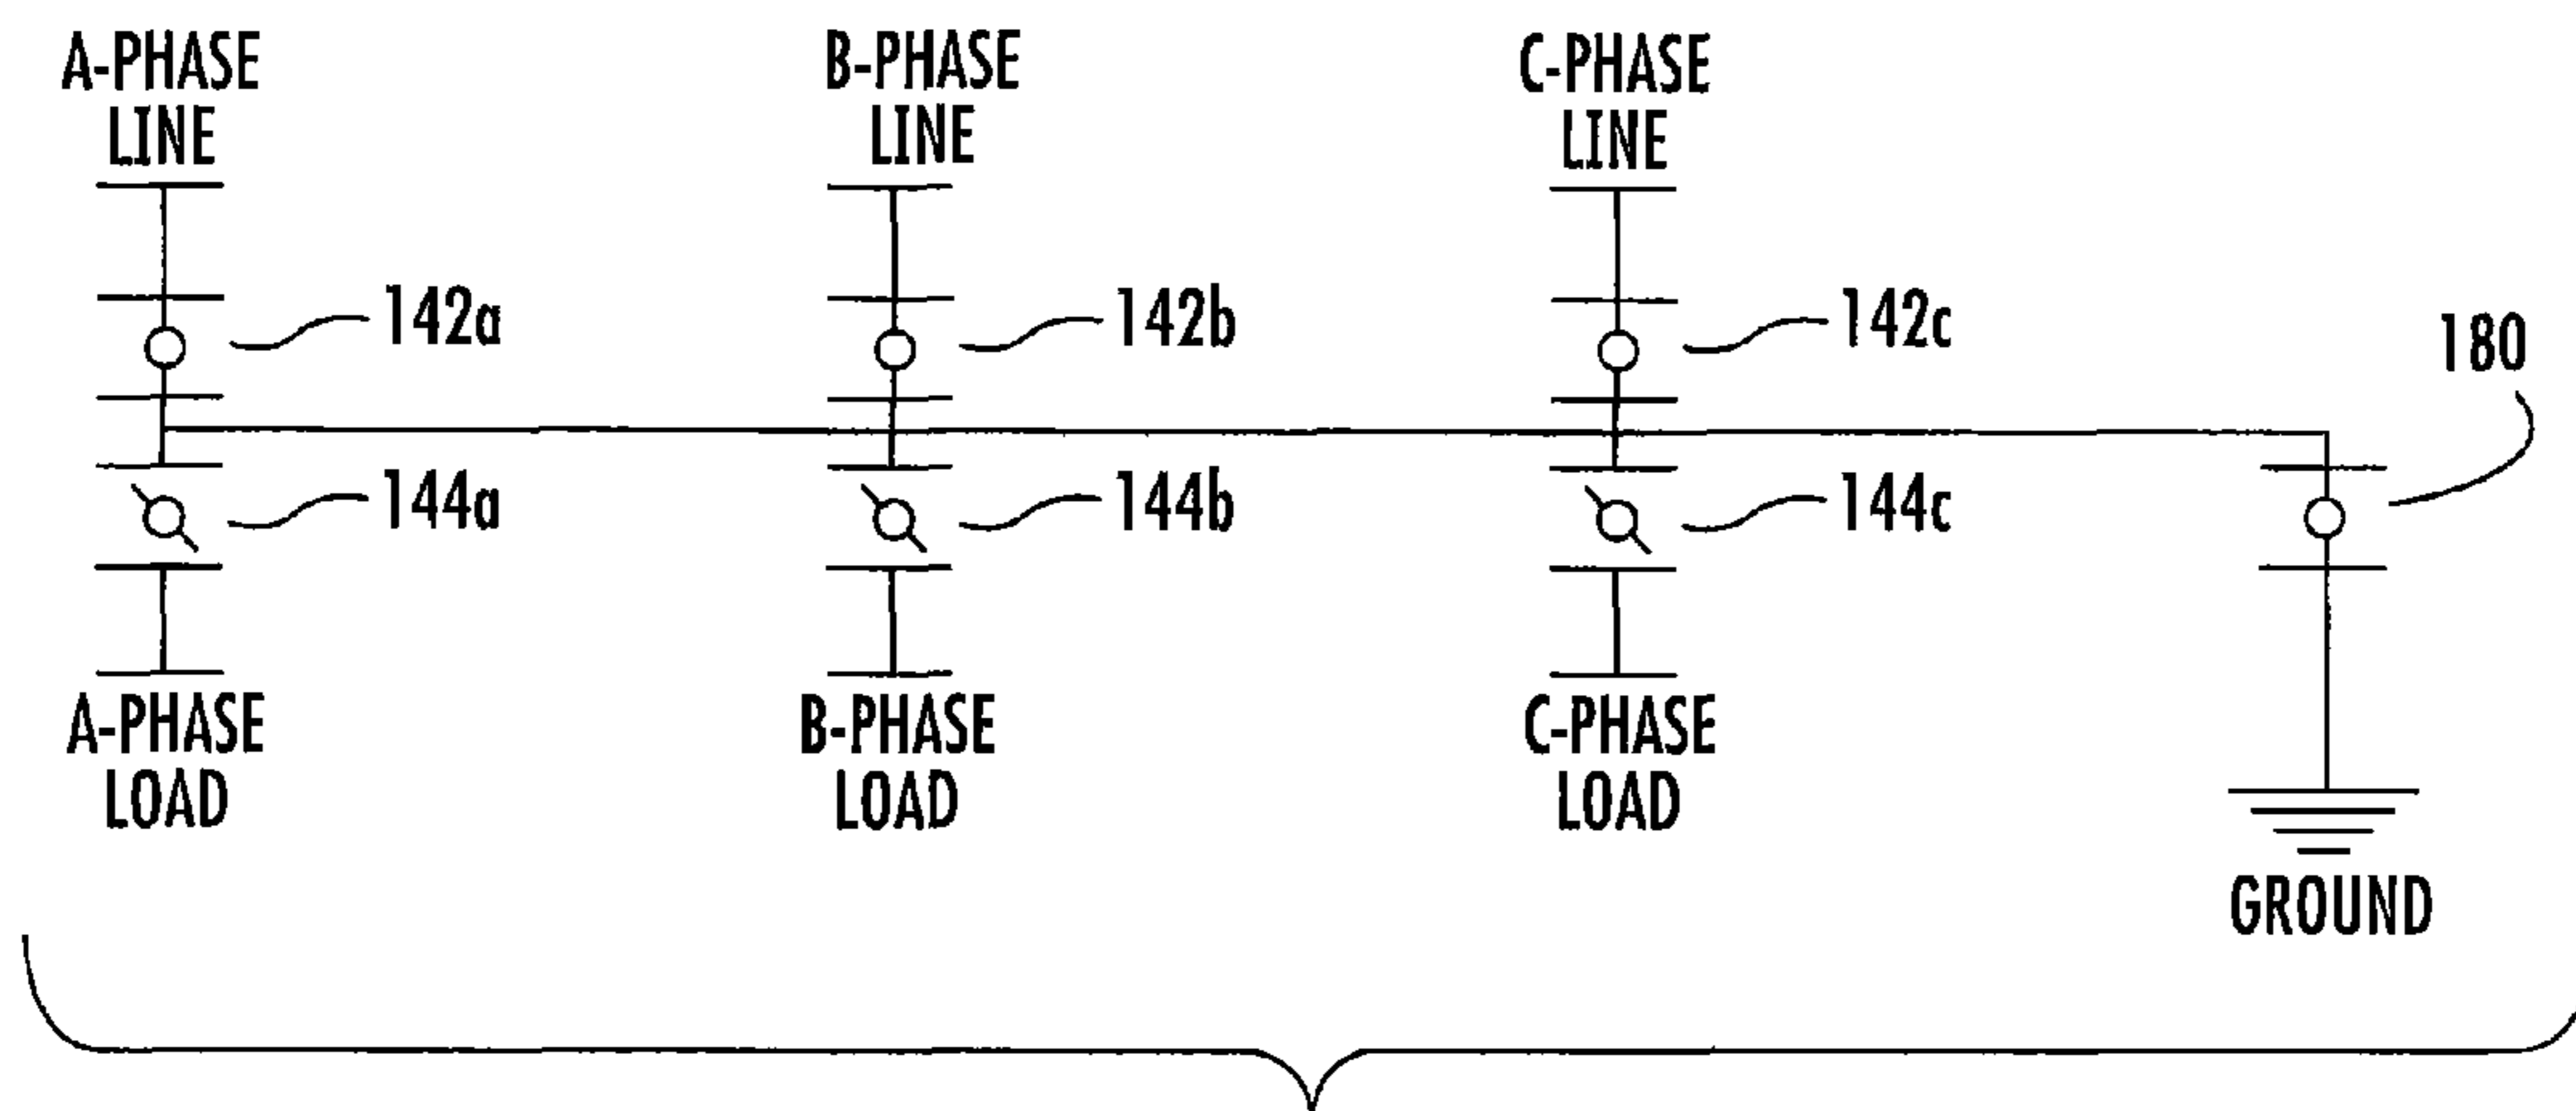 A-PHASE
LINE
B-PHASE
LINE
C-PHASE
LINE
142a
142b
142c
180
144a
144b
144c
A-PHASE
LOAD
B-PHASE
LOAD
C-PHASE
LOAD
GROUND